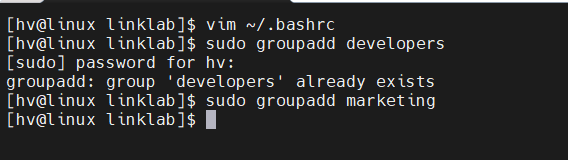 [hv@linux linklab]$ vim ~/.bashrc
[hv@linux linklab]$ sudo groupadd developers
[sudo] password for hv:
groupadd: group 'developers' already exists
[hv@linux linklab]$ sudo groupadd marketing
[hv@linux linklab]$